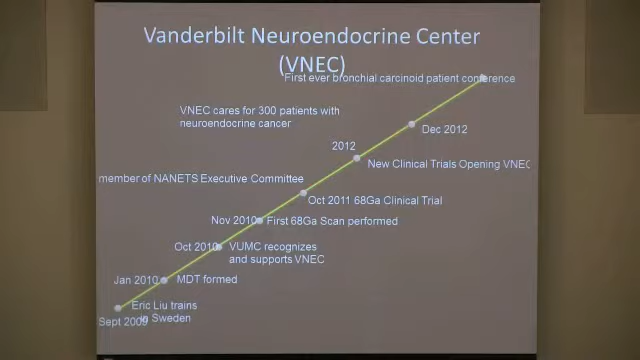 Vanderbilt Neuroendocrine Center
(VNEC)
First ever bronchial carcinoid patient conference
VNEC cares for 300 patients with
neuroendocrine cancer
Dec 2012
2012
New Clinical Trials Opening VNEC
member of NANETS Executive Committee
Oct 2011 68Ga Clinical Trial
Nov 2010 First 68Ga Scan performed
Oct 2010 VUMC recognizes
and supports VNEC
Jan 2010 MDT formed
Eric Liu trains
in Sweden
Sept 2009